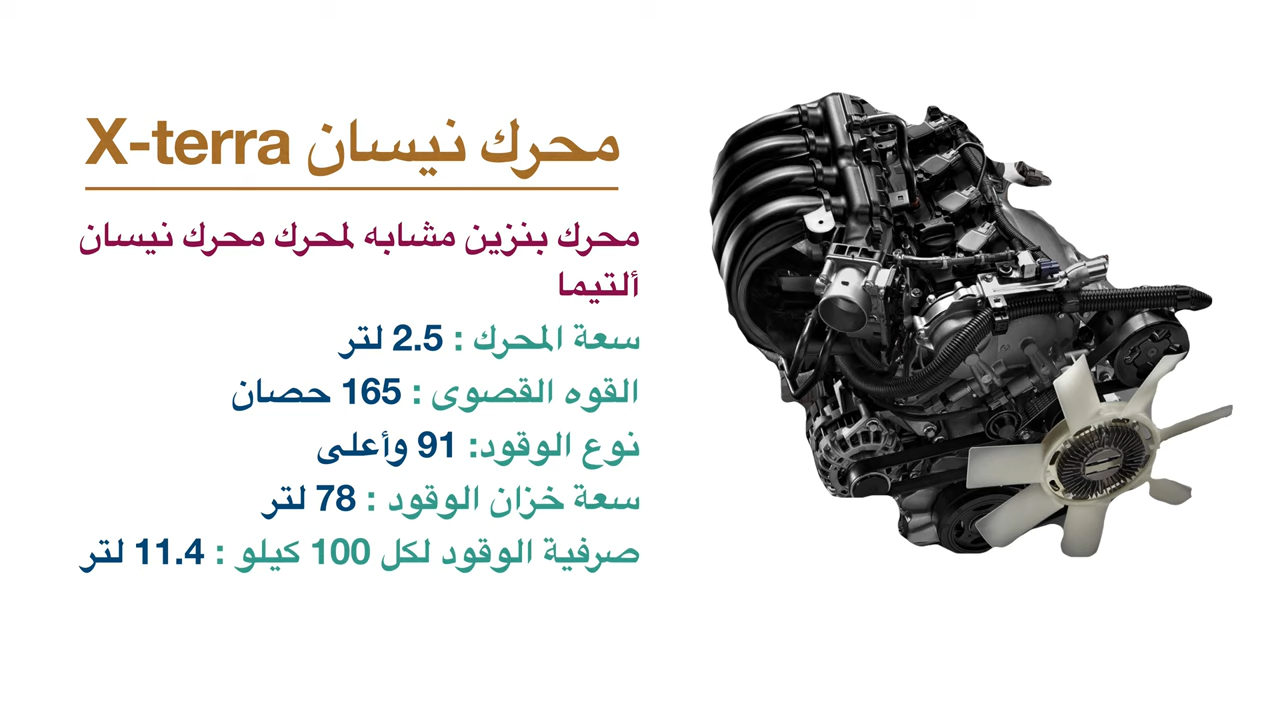 محرك نيسان X-terra
محرك بنزين مشابه لمحرك محرك نيسان
ألتيما
سعة المحرك : 2.5 لتر
القوه القصوى : 165 حصان
نوع الوقود: 91 وأعلى
سعة خزان الوقود : 78 لتر
صرفية الوقود لكل 100 كيلو : 11.4 لتر